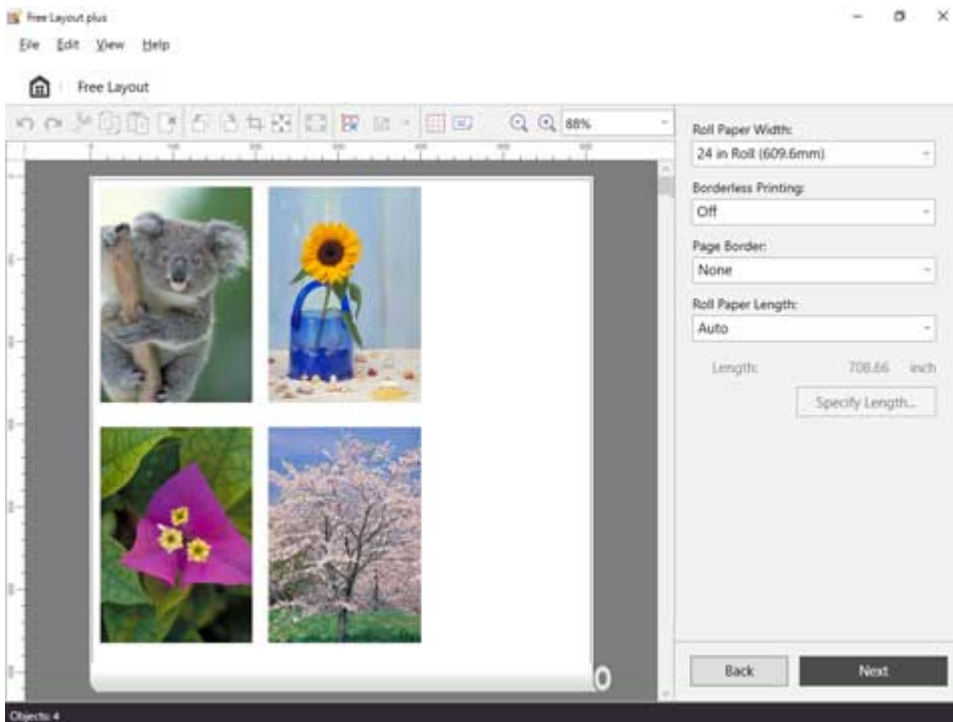 Free Layout plus
File Edit View Help
Free Layout
88%
Roll Paper Width:
24 in Roll (609.6mm)
Borderless Printing:
Off
Page Border:
None
Roll Paper Length:
Auto
Length: 708.66 inch
Specify Length...
Back Next
Objects: 4